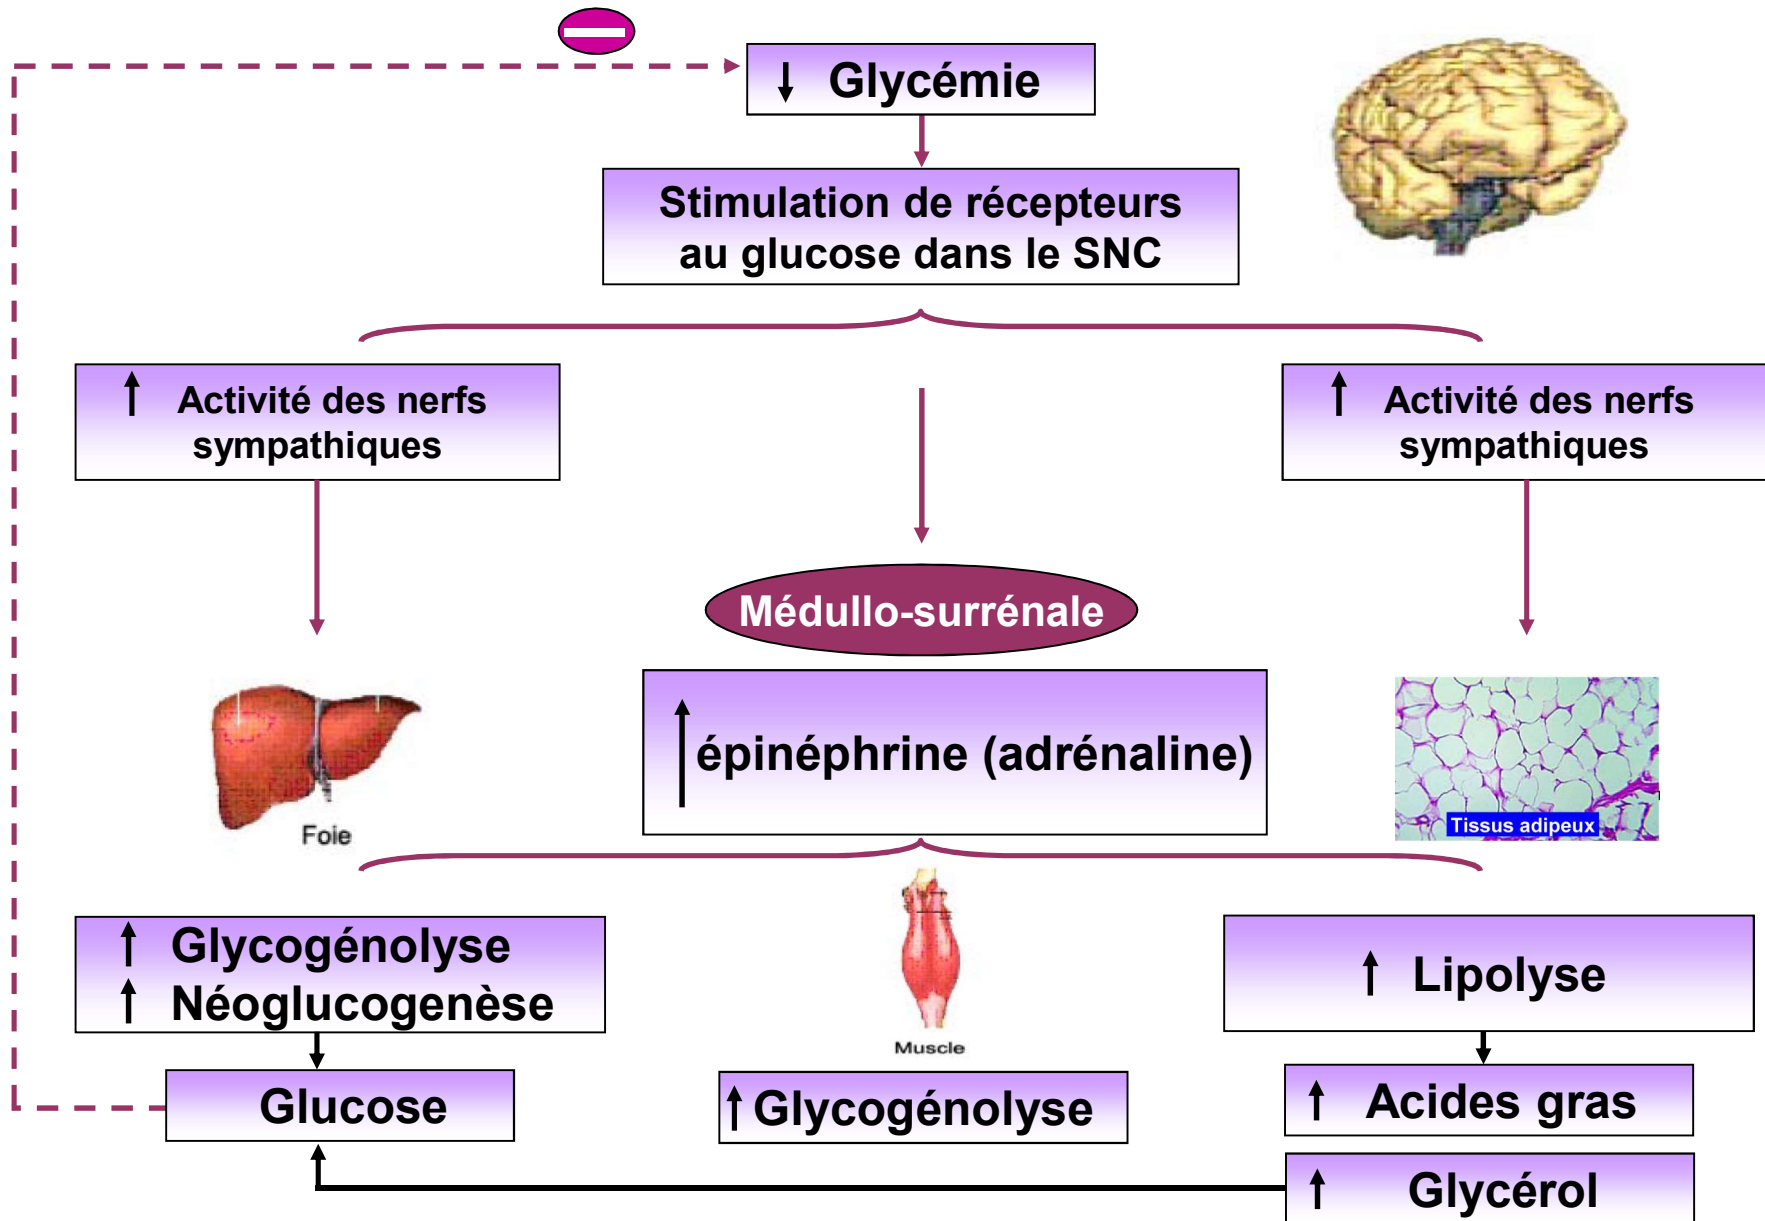 ↓ Glycémie
Stimulation de récepteurs
au glucose dans le SNC
↑ Activité des nerfs
sympathiques
↑ Activité des nerfs
sympathiques
Médullo-surrénale
↑ épinéphrine (adrénaline)
Foie
Tissus adipeux
Muscle
↑ Glycogénolyse
↑ Néoglucogenèse
↑ Lipolyse
Glucose
↑ Glycogénolyse
↑ Acides gras
↑ Glycérol